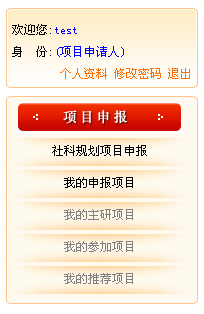 欢迎您:test
身　份:(项目申请人)
个人资料 修改密码 退出
项目申报
社科规划项目申报
我的申报项目
我的主研项目
我的参加项目
我的推荐项目